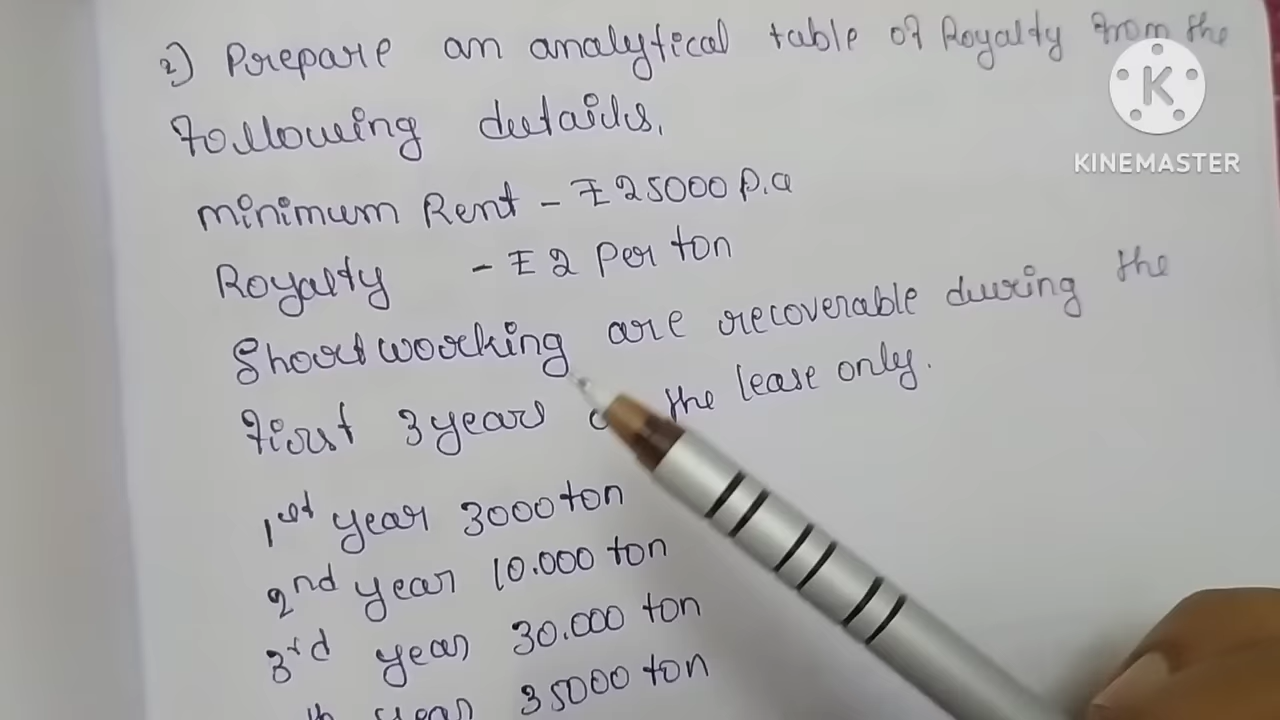 2) Prepare an analytical table of Royalty from the
K
KINEMASTER
following details.
Minimum Rent - ₹25000 P.a
Royalty - ₹2 Per ton
Shortworking are recoverable during the
First 3 years the lease only.
1st year 3000 ton
2nd year 10.000 ton
3rd year 30.000 ton
year 35000 ton